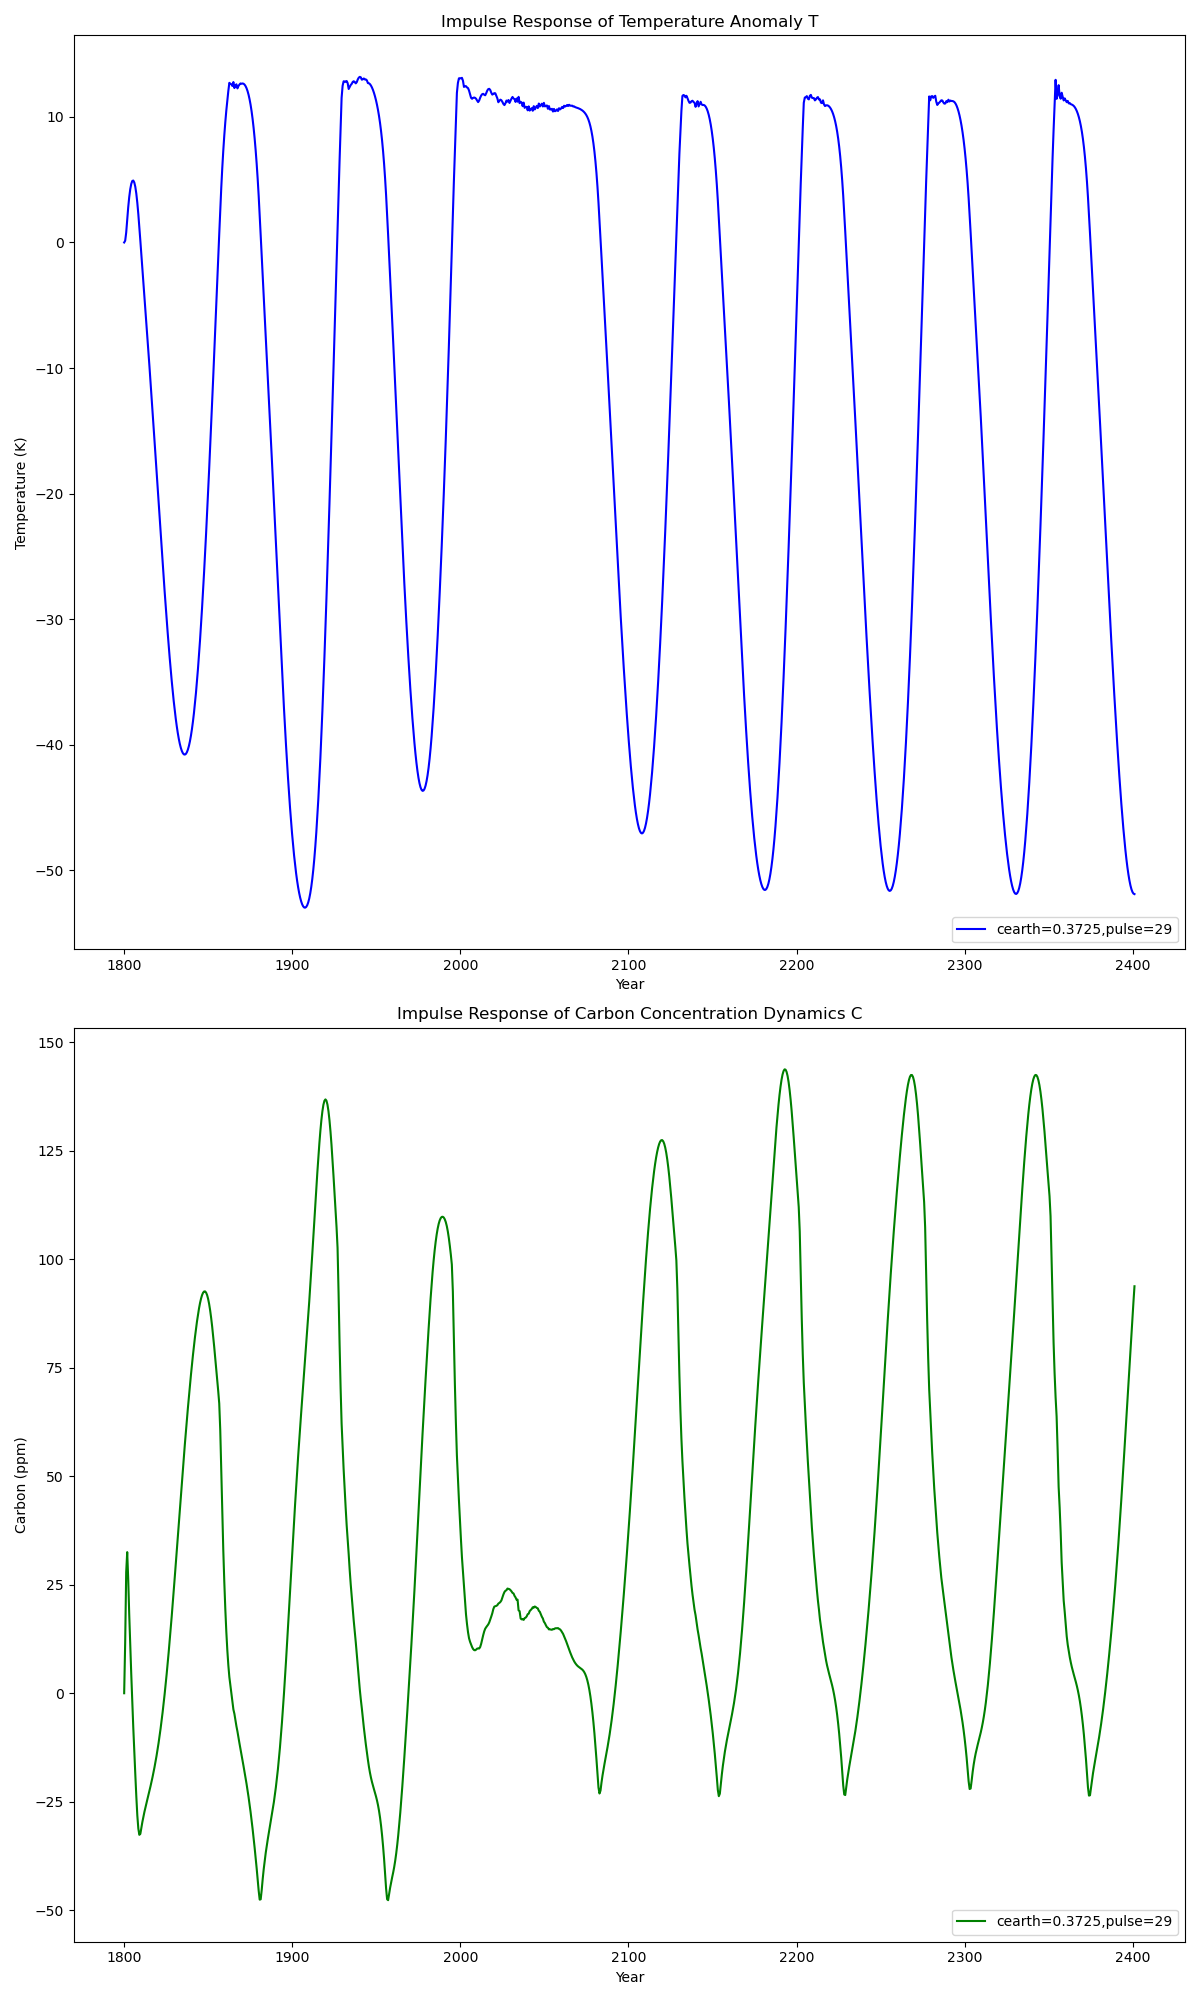 Impulse Response of Temperature Anomaly T
Temperature (K)
10
0
−10
−20
−30
−40
−50
1800 1900 2000 2100 2200 2300 2400
Year
cearth=0.3725,pulse=29
Impulse Response of Carbon Concentration Dynamics C
Carbon (ppm)
150
125
100
75
50
25
0
−25
−50
1800 1900 2000 2100 2200 2300 2400
Year
cearth=0.3725,pulse=29